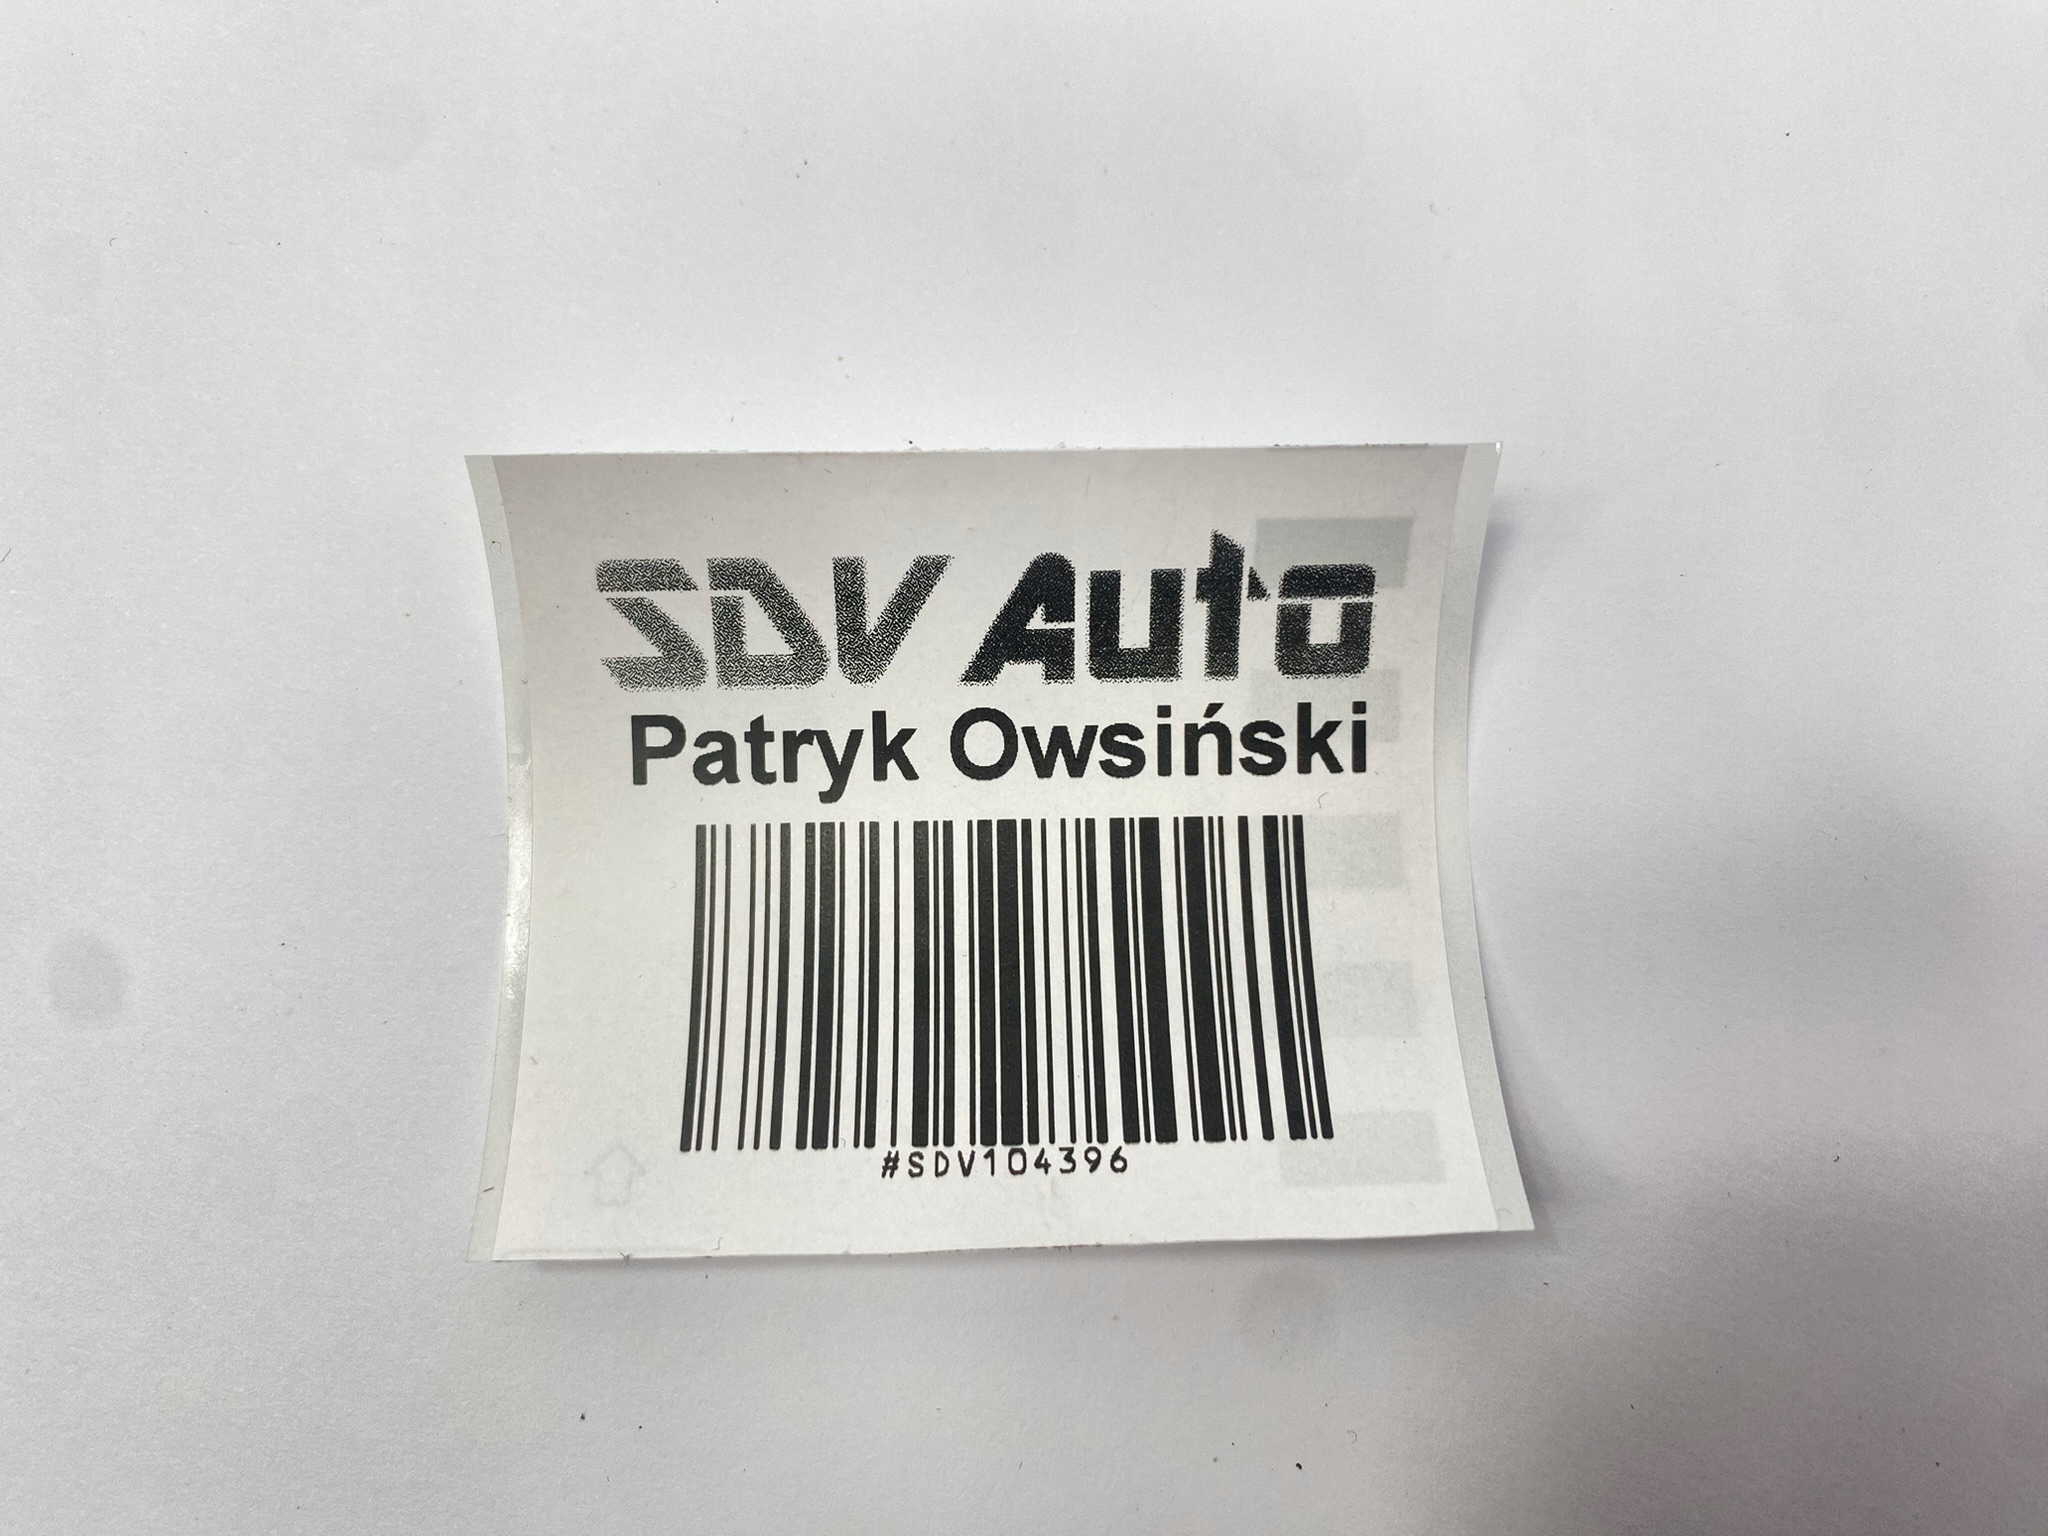 SDV Auto
Patryk Owsiński
#SDV104396